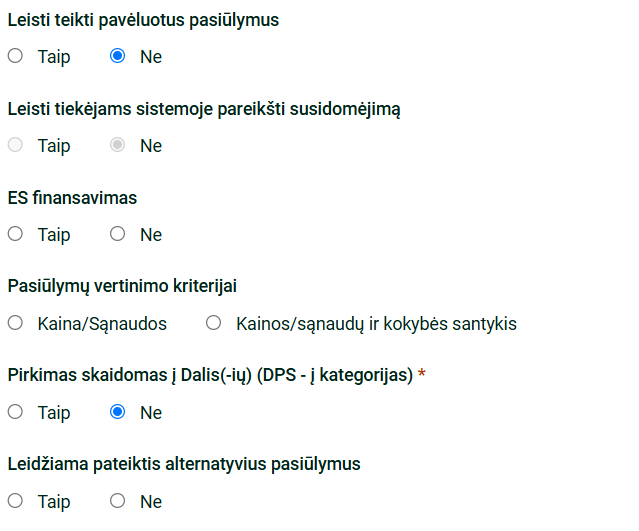 Leisti teikti pavėluotus pasiūlymus
Taip Ne
Leisti tiekėjams sistemoje pareikšti susidomėjimą
Taip Ne
ES finansavimas
Taip Ne
Pasiūlymų vertinimo kriterijai
Kaina/Sąnaudos Kainos/sąnaudų ir kokybės santykis
Pirkimas skaidomas į Dalis(-ių) (DPS - į kategorijas) *
Taip Ne
Leidžiama pateiktis alternatyvius pasiūlymus
Taip Ne